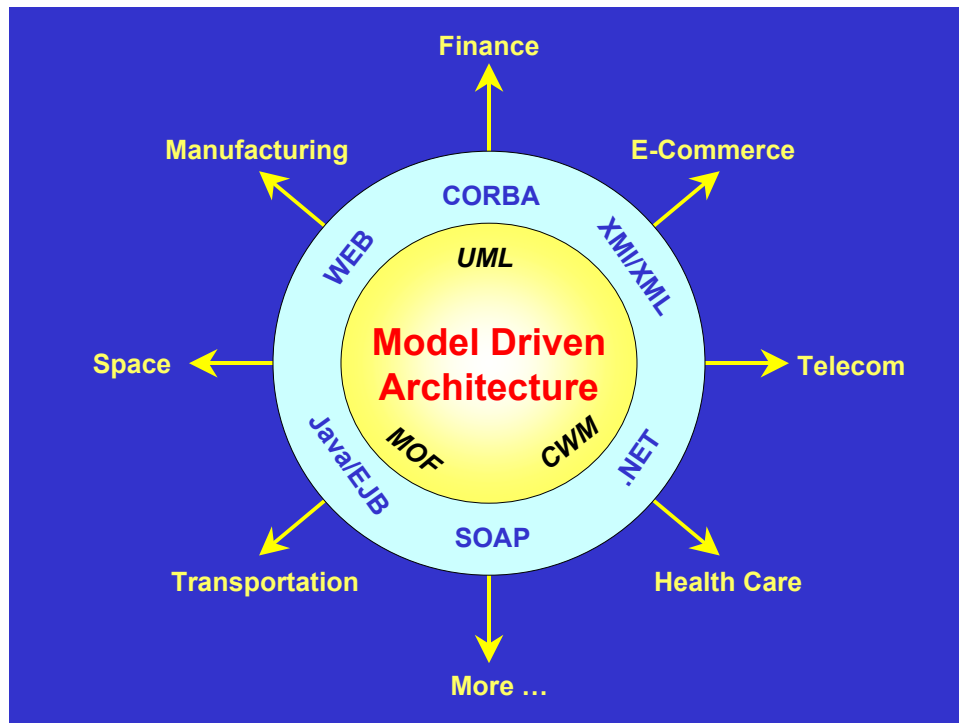 Finance
Manufacturing
E-Commerce
CORBA
WEB
XMI/XML
UML
Model Driven
Architecture
Space
Telecom
MOF
CWM
Java/EJB
.NET
SOAP
Transportation
Health Care
More …